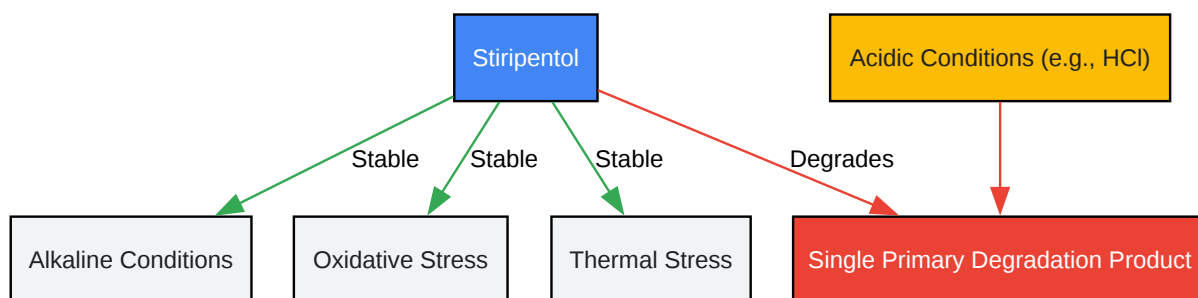 Stiripentol
Acidic Conditions (e.g., HCl)
Stable
Stable
Stable
Degrades
Alkaline Conditions
Oxidative Stress
Thermal Stress
Single Primary Degradation Product